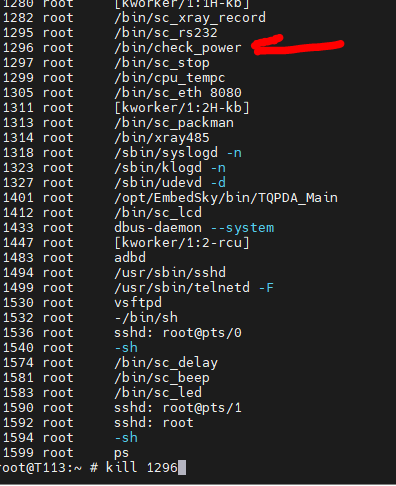 1280 root [kworker/1:1H-kb]
1282 root /bin/sc_xray_record
1295 root /bin/sc_rs232
1296 root /bin/check_power
1297 root /bin/sc_stop
1299 root /bin/cpu_tempc
1305 root /bin/sc_eth 8080
1311 root [kworker/1:2H-kb]
1313 root /bin/sc_packman
1314 root /bin/xray485
1318 root /sbin/syslogd -n
1323 root /sbin/klogd -n
1327 root /sbin/udevd -d
1401 root /opt/EmbedSky/bin/TQPDA_Main
1412 root /bin/sc_lcd
1433 root dbus-daemon --system
1447 root [kworker/1:2-rcu]
1483 root adbd
1494 root /usr/sbin/sshd
1499 root /usr/sbin/telnetd -F
1530 root vsftpd
1532 root -/bin/sh
1536 root sshd: root@pts/0
1540 root -sh
1574 root /bin/sc_delay
1581 root /bin/sc_beep
1583 root /bin/sc_led
1590 root sshd: root@pts/1
1592 root sshd: root
1594 root -sh
1599 root ps
root@T113:~ # kill 1296